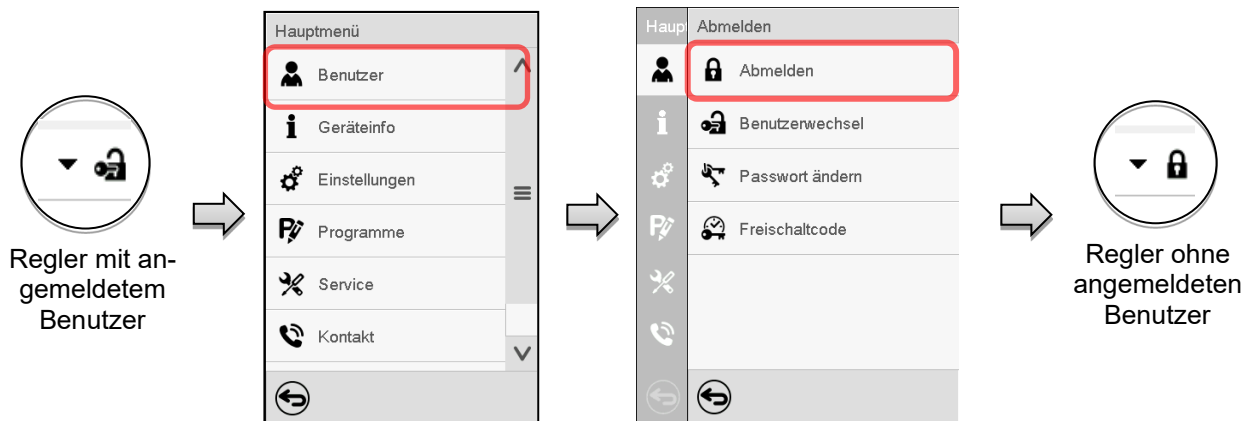 Regler mit an-
gemeldetem
Benutzer
Hauptmenü
Benutzer
Geräteinfo
Einstellungen
Programme
Service
Kontakt
Haup
Abmelden
Abmelden
Benutzerwechsel
Passwort ändern
Freischaltcode
Regler ohne
angemeldeten
Benutzer